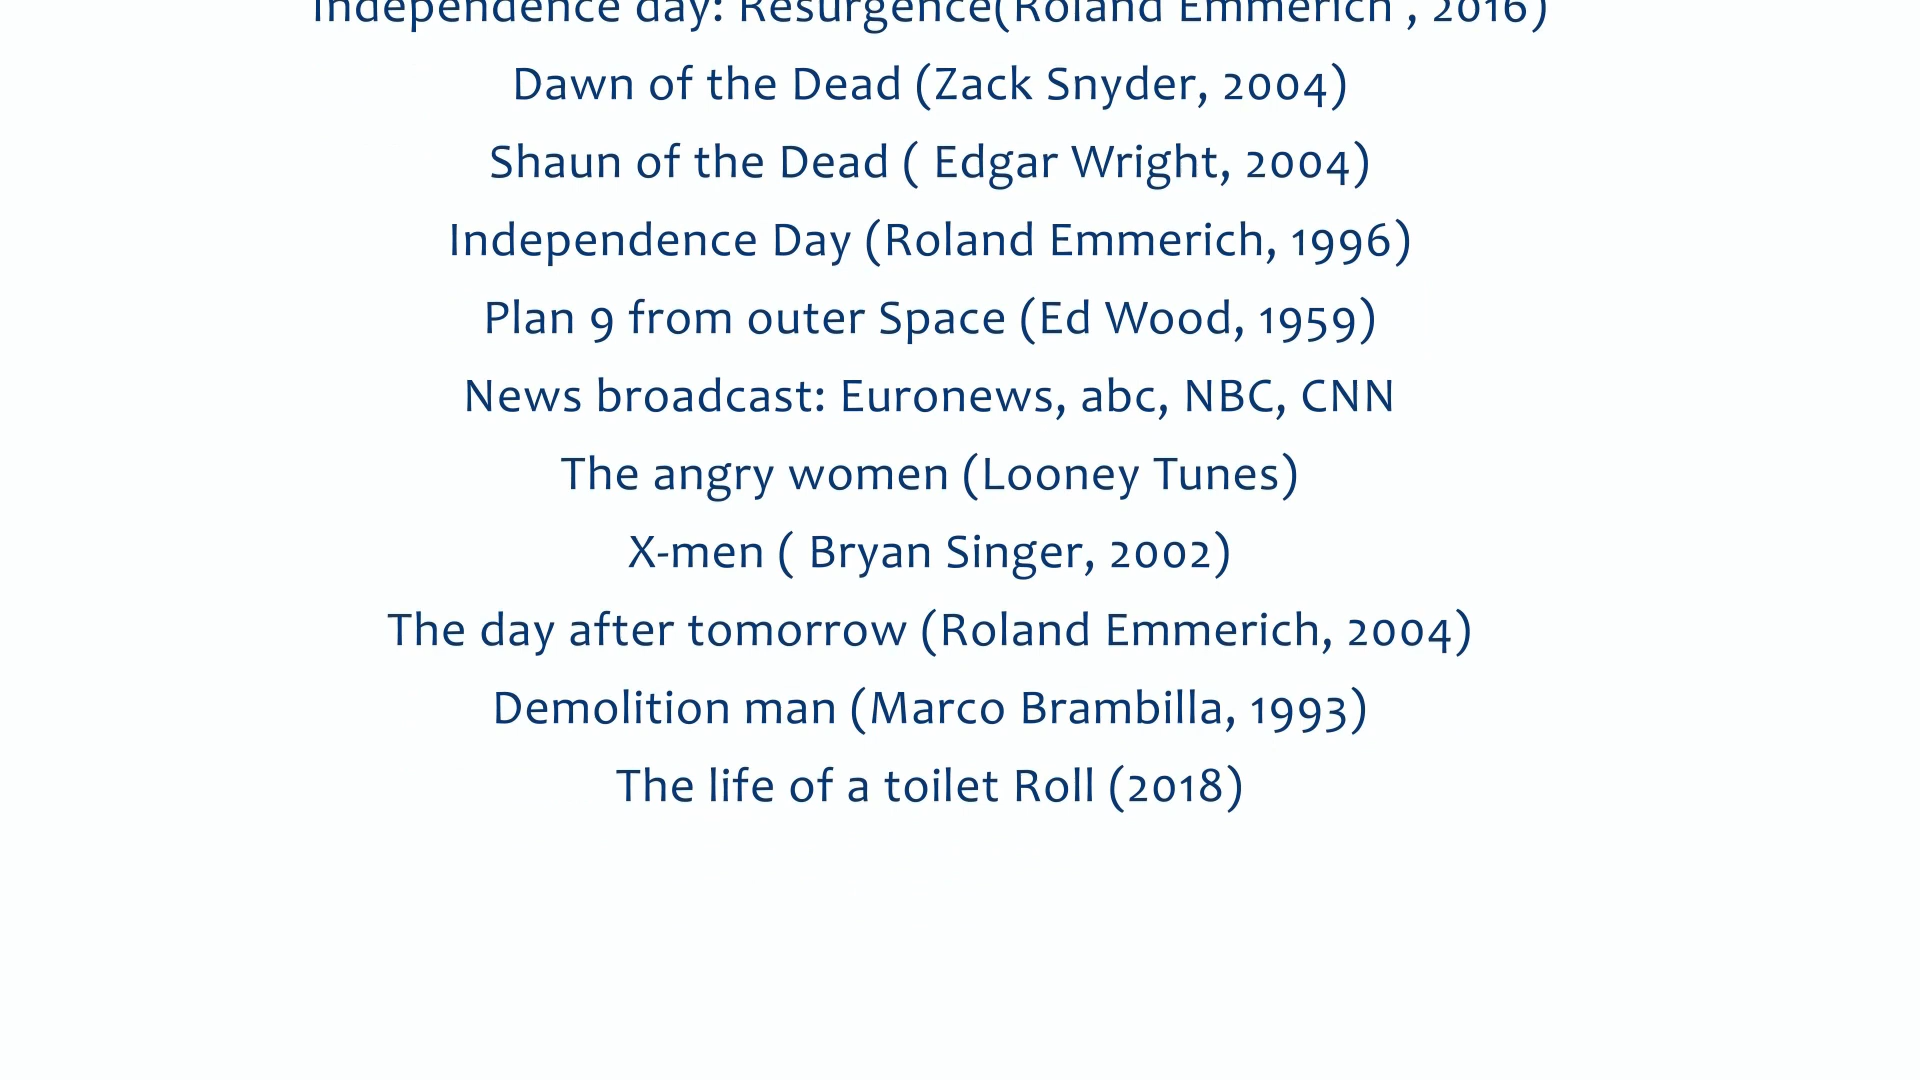 Independence day: Resurgence(Roland Emmerich , 2016)
Dawn of the Dead (Zack Snyder, 2004)
Shaun of the Dead ( Edgar Wright, 2004)
Independence Day (Roland Emmerich, 1996)
Plan 9 from outer Space (Ed Wood, 1959)
News broadcast: Euronews, abc, NBC, CNN
The angry women (Looney Tunes)
X-men ( Bryan Singer, 2002)
The day after tomorrow (Roland Emmerich, 2004)
Demolition man (Marco Brambilla, 1993)
The life of a toilet Roll (2018)